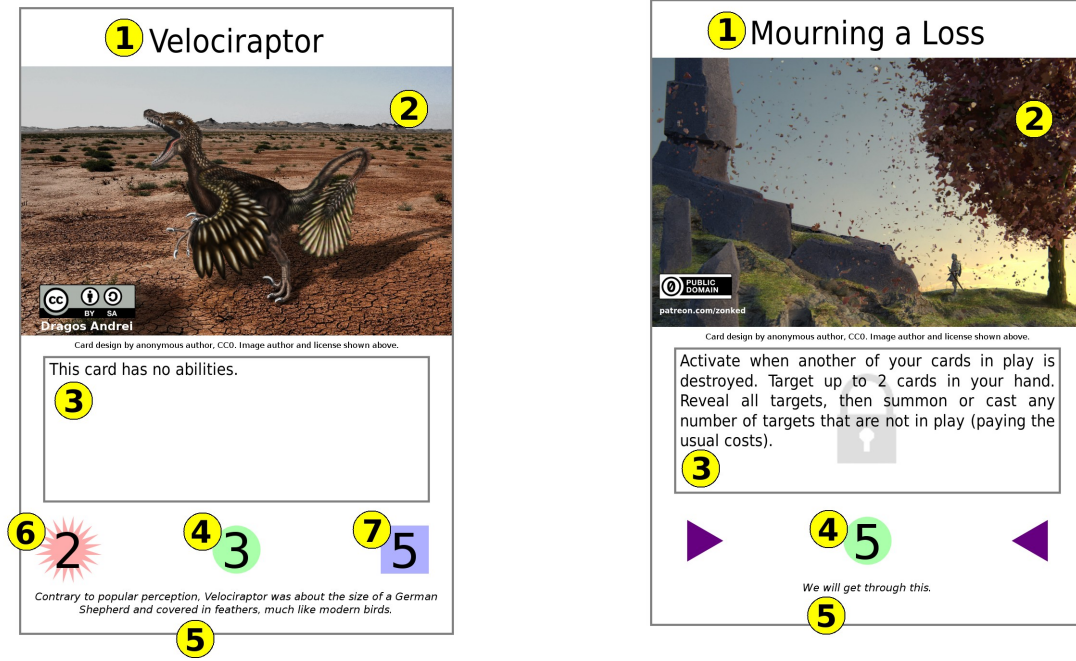 1 Velociraptor
2
cc
BY SA
Dragos Andrei
Card design by anonymous author, CC0. Image author and license shown above.
This card has no abilities.
3
6 2
4 3
7 5
Contrary to popular perception, Velociraptor was about the size of a German
Shepherd and covered in feathers, much like modern birds.
5
1 Mourning a Loss
2
0 PUBLIC
DOMAIN
patreon.com/zonked
Card design by anonymous author, CC0. Image author and license shown above.
Activate when another of your cards in play is
destroyed. Target up to 2 cards in your hand.
Reveal all targets, then summon or cast any
number of targets that are not in play (paying the
usual costs).
3
4 5
We will get through this.
5